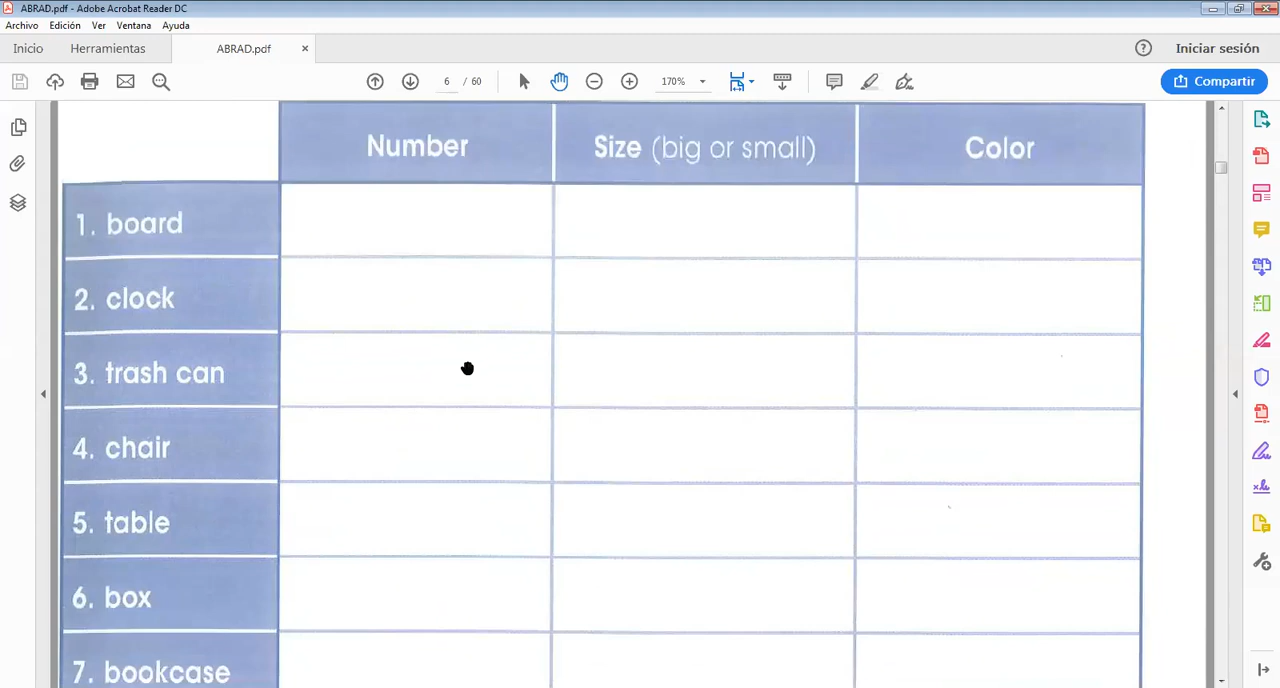 ABRAD.pdf - Adobe Acrobat Reader DC
Archivo Edición Ver Ventana Ayuda
Inicio Herramientas ABRAD.pdf × Iniciar sesión
6 / 60 170% Compartir
Number Size (big or small) Color
1. board
2. clock
3. trash can
4. chair
5. table
6. box
7. bookcase